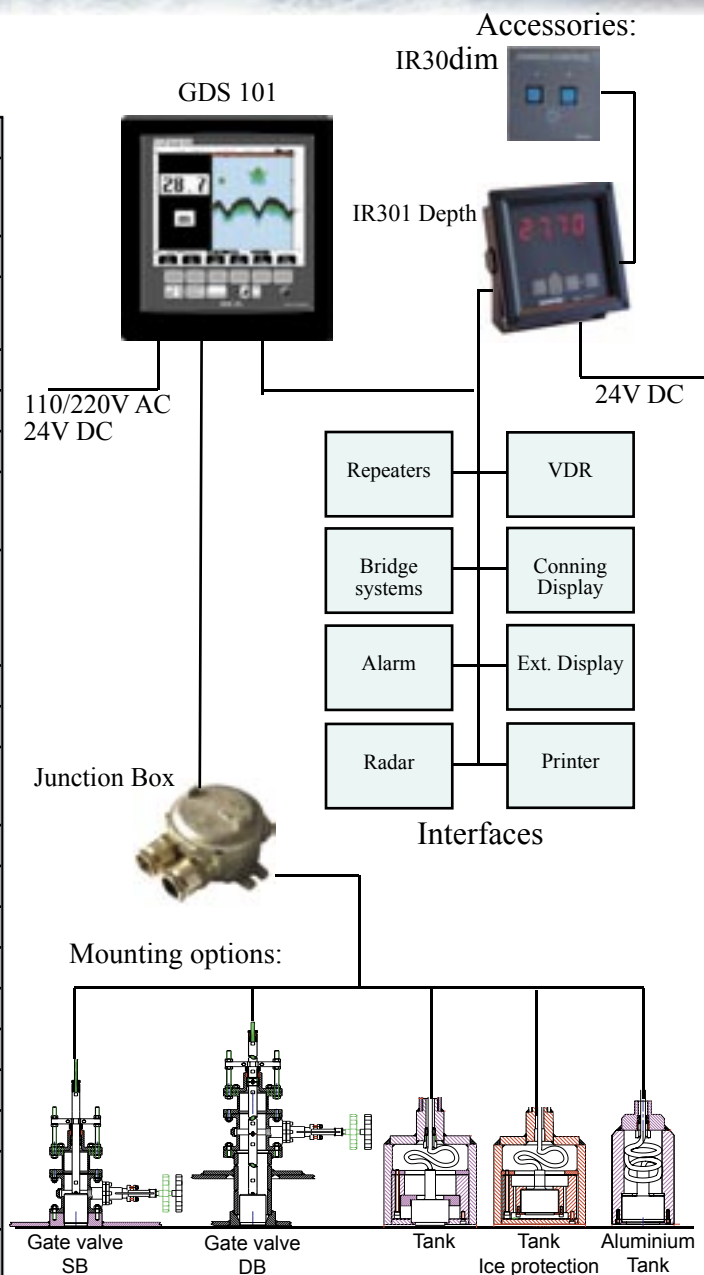 Accessories:
IR30dim
GDS 101
28.7
m
IR301 Depth
2770
110/220V AC
24V DC
24V DC
Repeaters
VDR
Bridge
systems
Conning
Display
Alarm
Ext. Display
Radar
Printer
Junction Box
Interfaces
Mounting options:
Gate valve
SB
Gate valve
DB
Tank
Tank
Ice protection
Aluminium
Tank